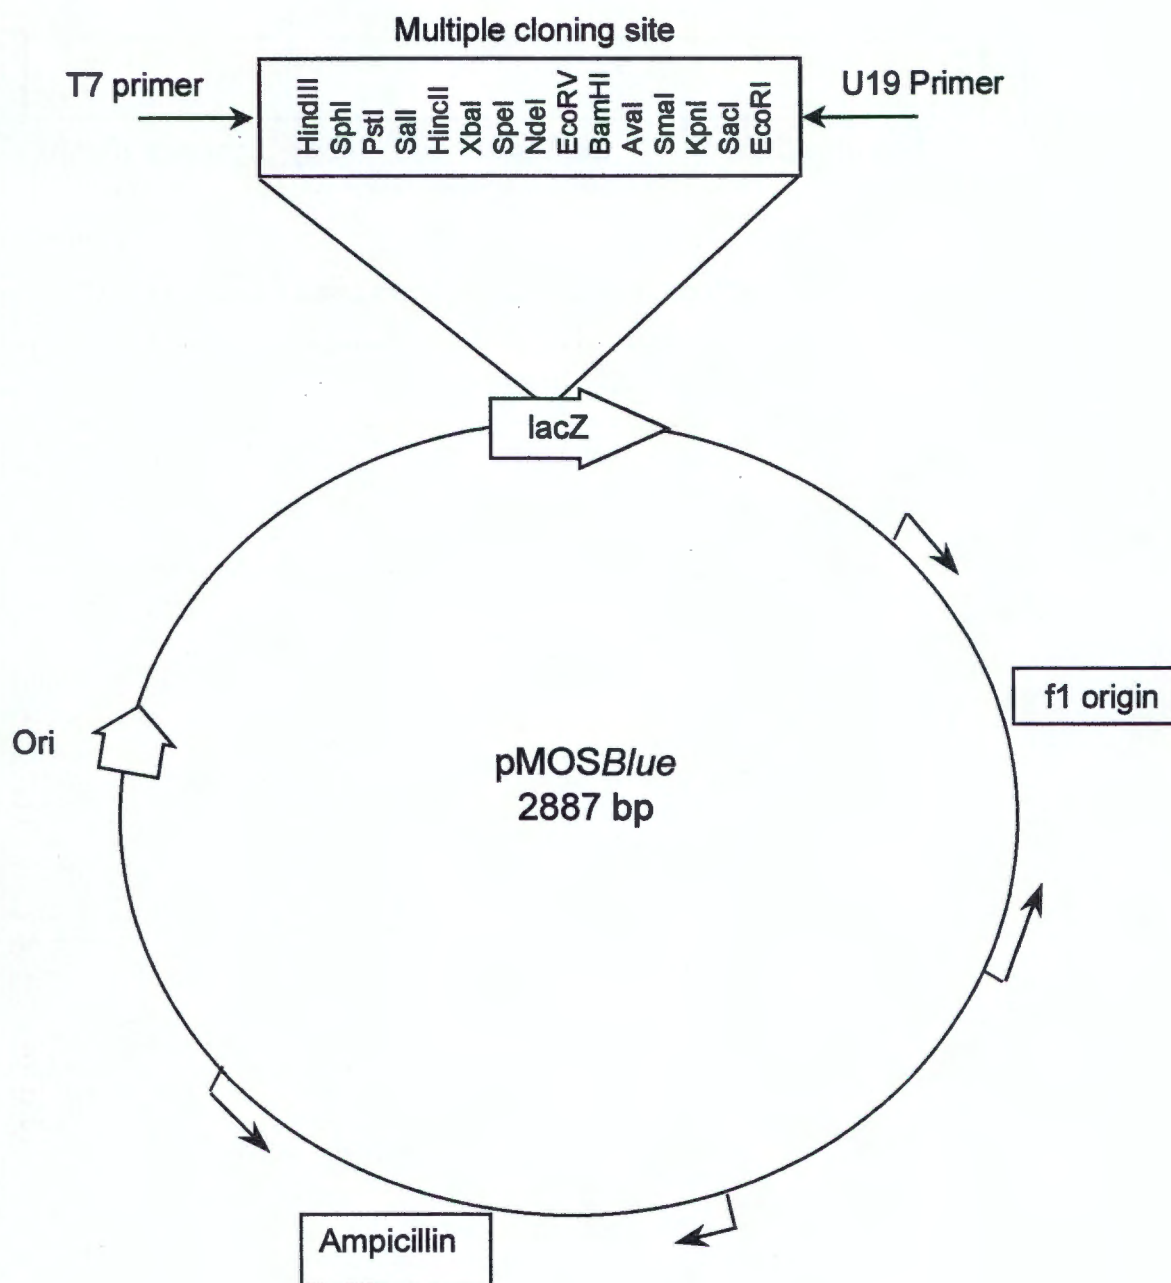 Multiple cloning site
T7 primer
U19 Primer
HindIII
SphI
PstI
SalI
HincII
XbaI
SpeI
NdeI
EcoRV
BamHI
AvaI
SmaI
KpnI
SacI
EcoRI
lacZ
f1 origin
Ori
pMOSBlue
2887 bp
Ampicillin